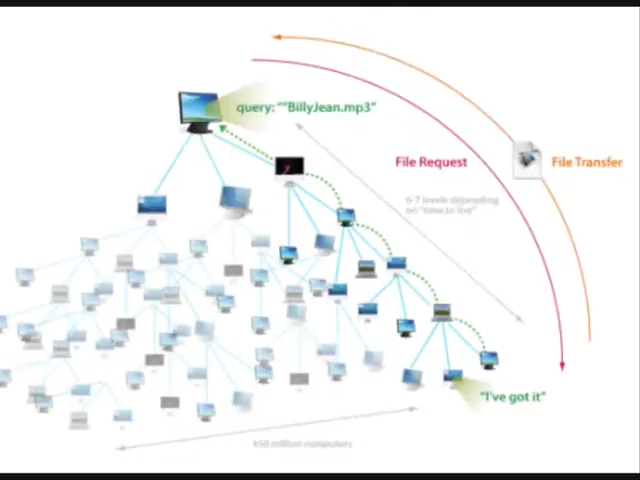 query: ""BillyJean.mp3"
File Request
File Transfer
6-7 levels depending
on "time to live"
"I've got it"
650 million computers